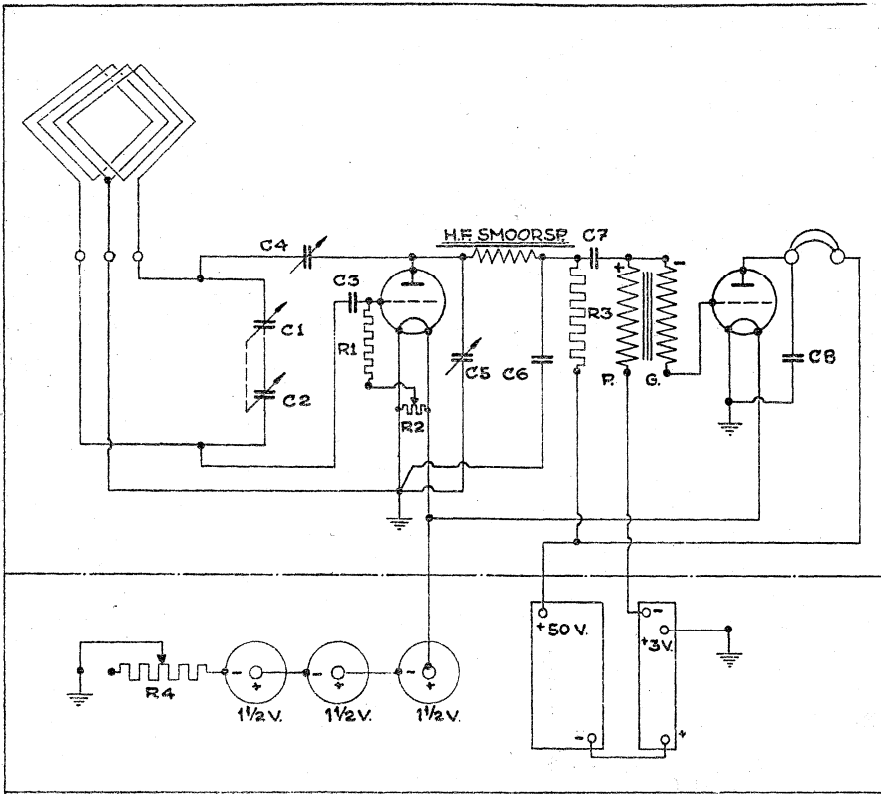 H.F. SMOORSP.
C4
C7
C3
+
-
C1
R1
R3
C2
C5
C6
C8
P.
G.
R2
+50 V.
-
+3V.
R4
-
+
-
+
-
+
-
+
1½V.
1½V.
1½V.